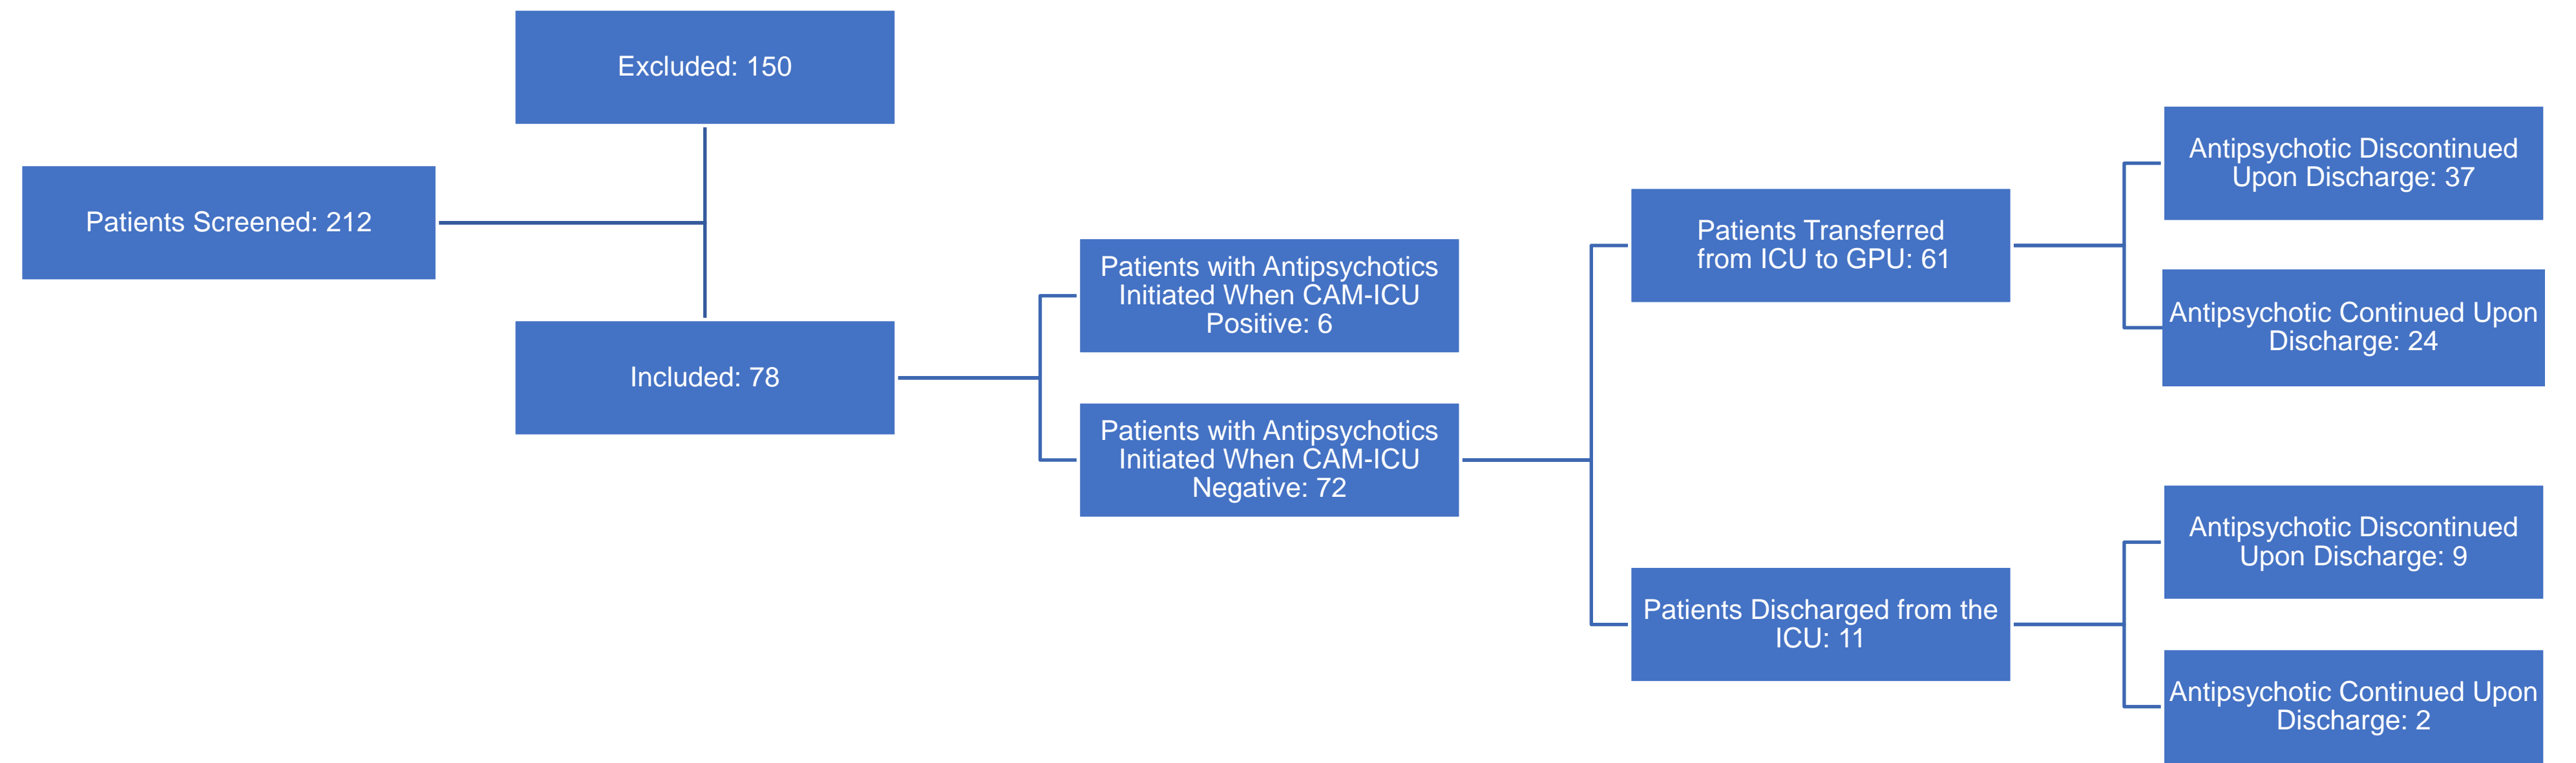 Excluded: 150
Patients Screened: 212
Included: 78
Patients with Antipsychotics
Initiated When CAM-ICU
Positive: 6
Patients with Antipsychotics
Initiated When CAM-ICU
Negative: 72
Patients Transferred
from ICU to GPU: 61
Patients Discharged from the
ICU: 11
Antipsychotic Discontinued
Upon Discharge: 37
Antipsychotic Continued Upon
Discharge: 24
Antipsychotic Discontinued
Upon Discharge: 9
Antipsychotic Continued Upon
Discharge: 2